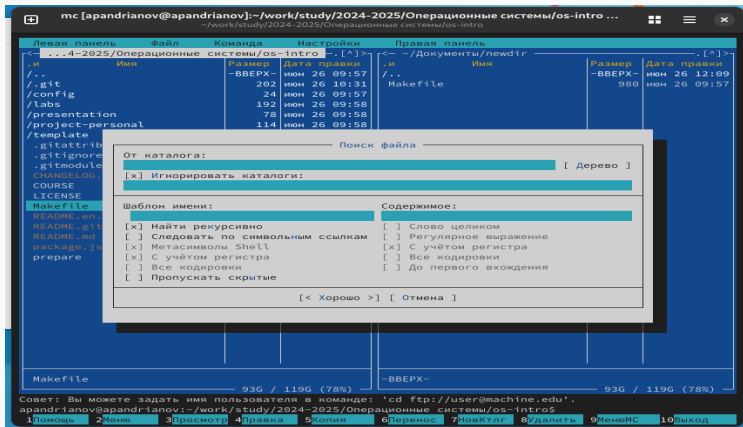 mc [apandrianov@apandrianov]:~/work/study/2024-2025/Операционные системы/os-intro ...
~/work/study/2024-2025/Операционные системы/os-intro
Левая панель Файл Команда Настройки Правая панель
<— ...4-2025/Операционные системы/os-intro —.[^]> <— ~/Документы/newdir —.[^]>
.и Имя Размер Дата правки .и Имя Размер Дата правки
/.. -ВВЕРХ- июн 26 09:57 /.. -ВВЕРХ- июн 26 12:09
/.git 202 июн 26 10:31 Makefile 980 июн 26 09:57
/config 24 июн 26 09:57
/labs 192 июн 26 09:58
/presentation 78 июн 26 09:58
/project-personal 114 июн 26 09:58
/template
.gitattrib
.gitignore
.gitmodule
CHANGELOG.
COURSE
LICENSE
Makefile
README.en.
README.git
README.md
package.js
prepare
Поиск файла
От каталога:
[ Дерево ]
[x] Игнорировать каталоги:
Шаблон имени: Содержимое:
[x] Найти рекурсивно [ ] Слово целиком
[ ] Следовать по символьным ссылкам [ ] Регулярное выражение
[x] Метасимволы Shell [x] С учётом регистра
[x] С учётом регистра [ ] Все кодировки
[ ] Все кодировки [ ] До первого вхождения
[ ] Пропускать скрытые
[< Хорошо >] [ Отмена ]
Makefile -ВВЕРХ-
93G / 119G (78%) 93G / 119G (78%)
Совет: Вы можете задать имя пользователя в команде: 'cd ftp://user@machine.edu'.
apandrianov@apandrianov:~/work/study/2024-2025/Операционные системы/os-intro$
1Помощь 2Меню 3Просмотр 4Правка 5Копия 6Перенос 7НовКтлг 8Удалить 9МенюМС 10Выход